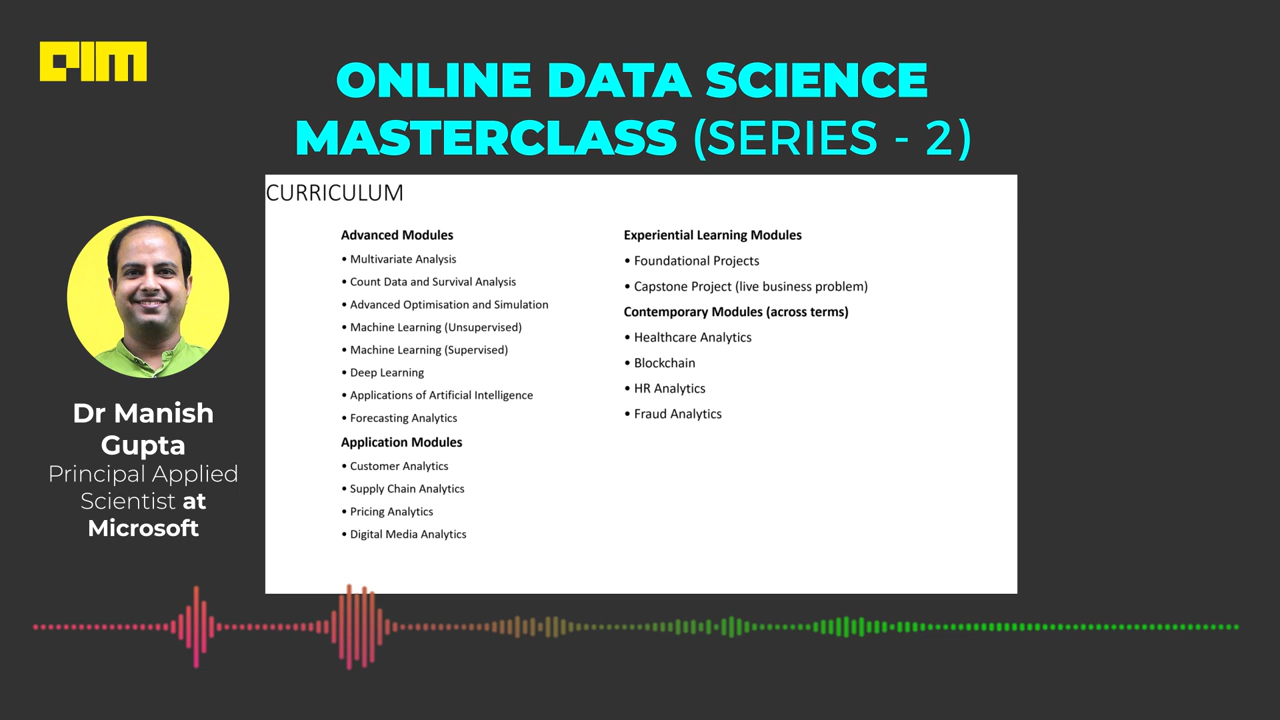 AIM
ONLINE DATA SCIENCE
MASTERCLASS (SERIES - 2)
CURRICULUM
Advanced Modules
• Multivariate Analysis
• Count Data and Survival Analysis
• Advanced Optimisation and Simulation
• Machine Learning (Unsupervised)
• Machine Learning (Supervised)
• Deep Learning
• Applications of Artificial Intelligence
• Forecasting Analytics
Application Modules
• Customer Analytics
• Supply Chain Analytics
• Pricing Analytics
• Digital Media Analytics
Experiential Learning Modules
• Foundational Projects
• Capstone Project (live business problem)
Contemporary Modules (across terms)
• Healthcare Analytics
• Blockchain
• HR Analytics
• Fraud Analytics
Dr Manish
Gupta
Principal Applied
Scientist at
Microsoft